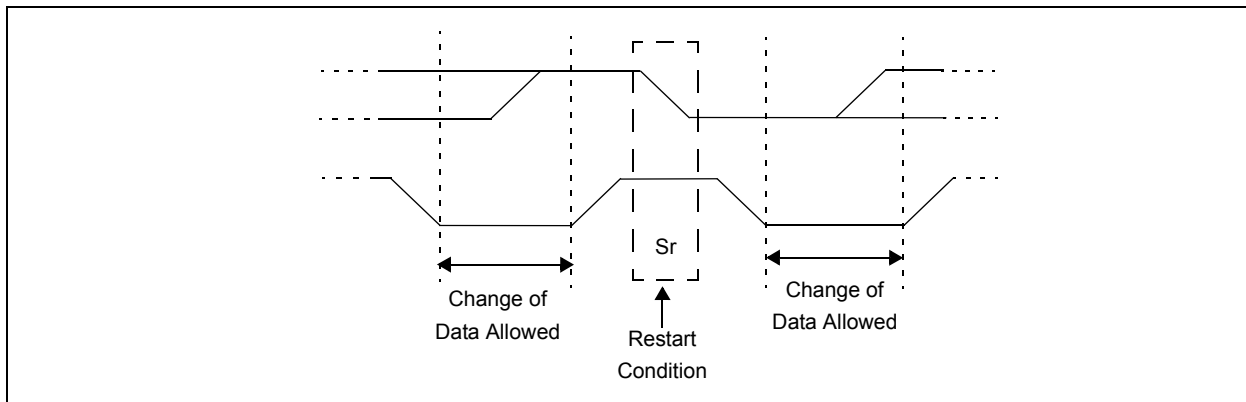 Sr
Change of
Data Allowed
Restart
Condition
Change of
Data Allowed